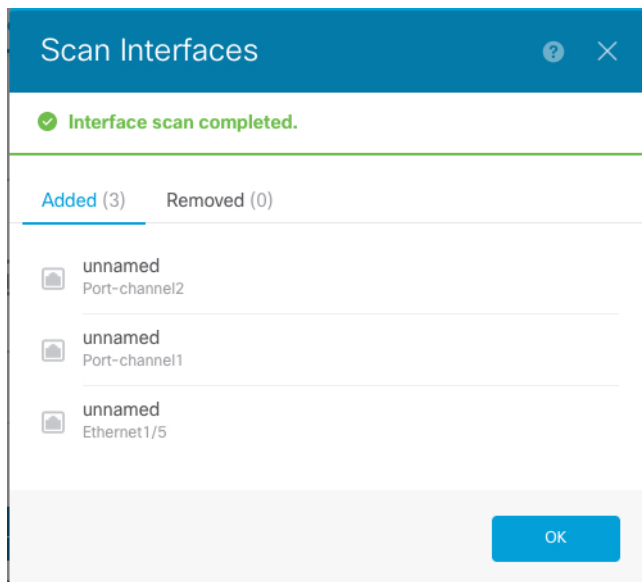 Scan Interfaces
Interface scan completed.
Added (3) Removed (0)
unnamed
Port-channel2
unnamed
Port-channel1
unnamed
Ethernet1/5
OK